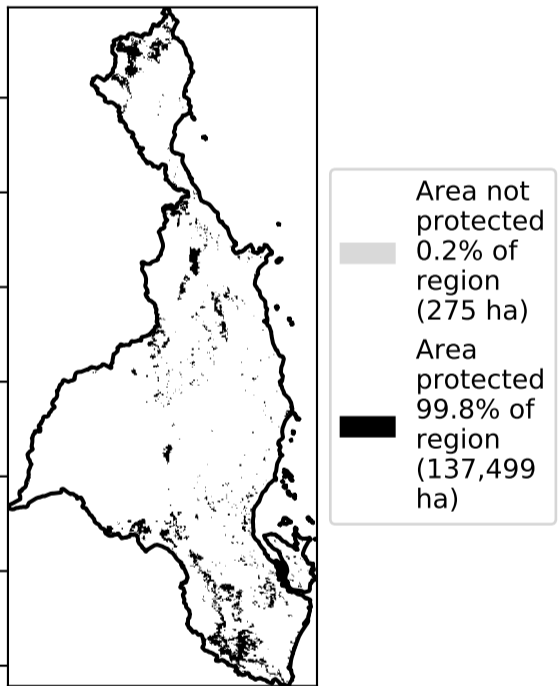 Area not
protected
0.2% of
region
(275 ha)
Area
protected
99.8% of
region
(137,499
ha)